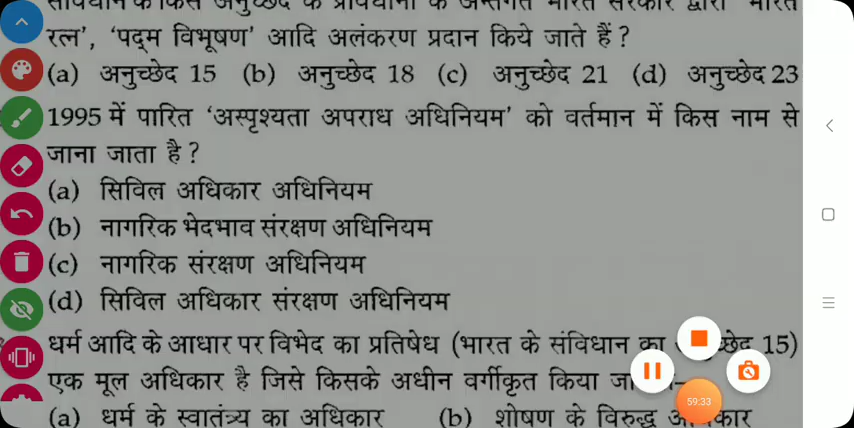 रत्न', 'पद्म विभूषण' आदि अलंकरण प्रदान किये जाते हैं ?
(a) अनुच्छेद 15 (b) अनुच्छेद 18 (c) अनुच्छेद 21 (d) अनुच्छेद 23
1995 में पारित 'अस्पृश्यता अपराध अधिनियम' को वर्तमान में किस नाम से
जाना जाता है ?
(a) सिविल अधिकार अधिनियम
(b) नागरिक भेदभाव संरक्षण अधिनियम
(c) नागरिक संरक्षण अधिनियम
(d) सिविल अधिकार संरक्षण अधिनियम
धर्म आदि के आधार पर विभेद का प्रतिषेध (भारत के संविधान का 15)
एक मूल अधिकार है जिसे किसके अधीन वर्गीकृत किया
59:33
(a) धर्म के स्वातंत्र्य का अधिकार (b) शोषण के विरुद्ध